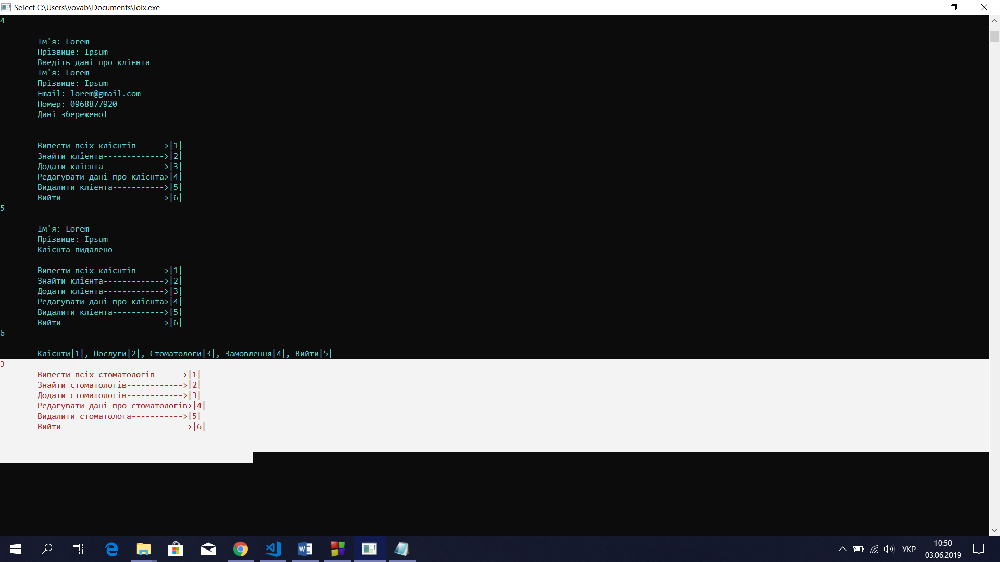 Select C:\Users\vovab\Documents\lolx.exe
4
Ім'я: Lorem
Прізвище: Ipsum
Введіть дані про клієнта
Ім'я: Lorem
Прізвище: Ipsum
Email: lorem@gmail.com
Номер: 0968877920
Дані збережено!
Вивести всіх клієнтів------>|1|
Знайти клієнта------------->|2|
Додати клієнта------------->|3|
Редагувати дані про клієнта>|4|
Видалити клієнта----------->|5|
Вийти---------------------->|6|
5
Ім'я: Lorem
Прізвище: Ipsum
Клієнта видалено
Вивести всіх клієнтів------>|1|
Знайти клієнта------------->|2|
Додати клієнта------------->|3|
Редагувати дані про клієнта>|4|
Видалити клієнта----------->|5|
Вийти---------------------->|6|
6
Клієнти|1|, Послуги|2|, Стоматологи|3|, Замовлення|4|, Вийти|5|
3
Вивести всіх стоматологів------>|1|
Знайти стоматологів------------>|2|
Додати стоматологів------------>|3|
Редагувати дані про стоматологів>|4|
Видалити стоматолога----------->|5|
Вийти--------------------------->|6|
УКР
10:50
03.06.2019